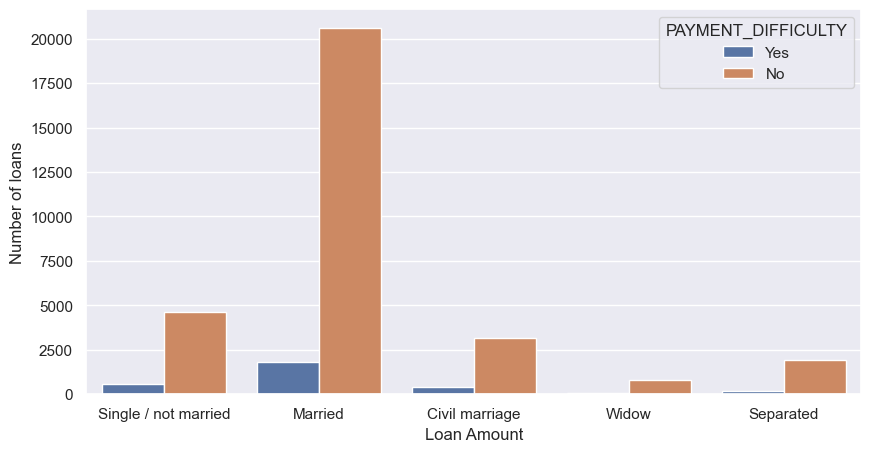 PAYMENT_DIFFICULTY
Yes
No
20000
17500
15000
12500
10000
7500
5000
2500
0
Number of loans
Single / not married
Married
Civil marriage
Widow
Separated
Loan Amount